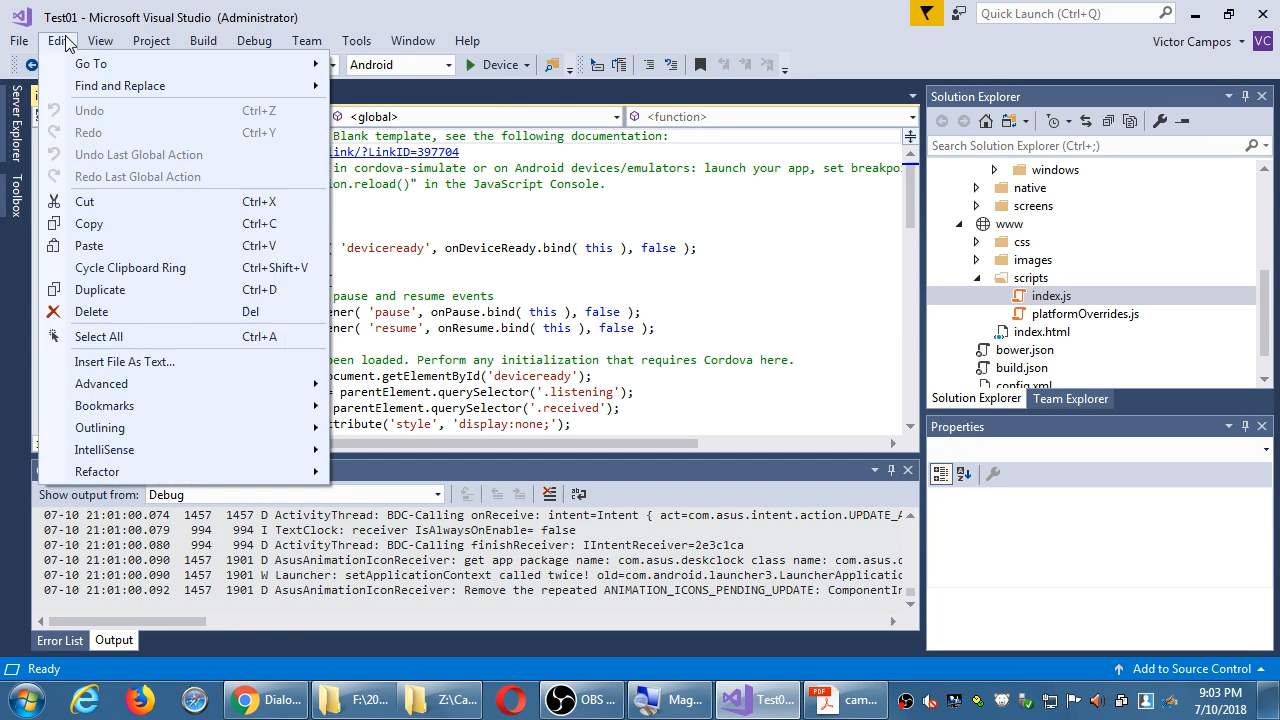 Test01 - Microsoft Visual Studio (Administrator)
Quick Launch (Ctrl+Q)
File
View
Project
Build
Debug
Team
Tools
Window
Help
Victor Campos
VC
Android
Device
Server Explorer
Toolbox
Go To
Find and Replace
Undo Ctrl+Z
Redo Ctrl+Y
Undo Last Global Action
Redo Last Global Action
Cut Ctrl+X
Copy Ctrl+C
Paste Ctrl+V
Cycle Clipboard Ring Ctrl+Shift+V
Duplicate Ctrl+D
Delete Del
Select All Ctrl+A
Insert File As Text...
Advanced
Bookmarks
Outlining
IntelliSense
Refactor
<global>
<function>
Blank template, see the following documentation:
link/?LinkID=397704
in cordova-simulate or on Android devices/emulators: launch your app, set breakpo
on.reload()" in the JavaScript Console.
( 'deviceready', onDeviceReady.bind( this ), false );
pause and resume events
ner( 'pause', onPause.bind( this ), false );
ner( 'resume', onResume.bind( this ), false );
een loaded. Perform any initialization that requires Cordova here.
ocument.getElementById('deviceready');
= parentElement.querySelector('.listening');
parentElement.querySelector('.received');
ttribute('style', 'display:none;');
Solution Explorer
Search Solution Explorer (Ctrl+;)
windows
native
screens
www
css
images
scripts
index.js
platformOverrides.js
index.html
bower.json
build.json
config.xml
Solution Explorer
Team Explorer
Properties
Show output from: Debug
07-10 21:01:00.074 1457 1457 D ActivityThread: BDC-Calling onReceive: intent=Intent { act=com.asus.intent.action.UPDATE_A
07-10 21:01:00.079 994 994 I TextClock: receiver IsAlwaysOnEnable= false
07-10 21:01:00.080 994 994 D ActivityThread: BDC-Calling finishReceiver: IIntentReceiver=2e3c1ca
07-10 21:01:00.090 1457 1901 D AsusAnimationIconReceiver: get app package name: com.asus.deskclock class name: com.asus.d
07-10 21:01:00.090 1457 1901 W Launcher: setApplicationContext called twice! old=com.android.launcher3.LauncherApplicatio
07-10 21:01:00.092 1457 1901 D AsusAnimationIconReceiver: Remove the repeated ANIMATION_ICONS_PENDING_UPDATE: ComponentIn
Error List
Output
Ready
Add to Source Control
Dialo...
F:\20...
Z:\Ca...
OBS ...
Mag...
Test0...
PDF
cam...
9:03 PM
7/10/2018